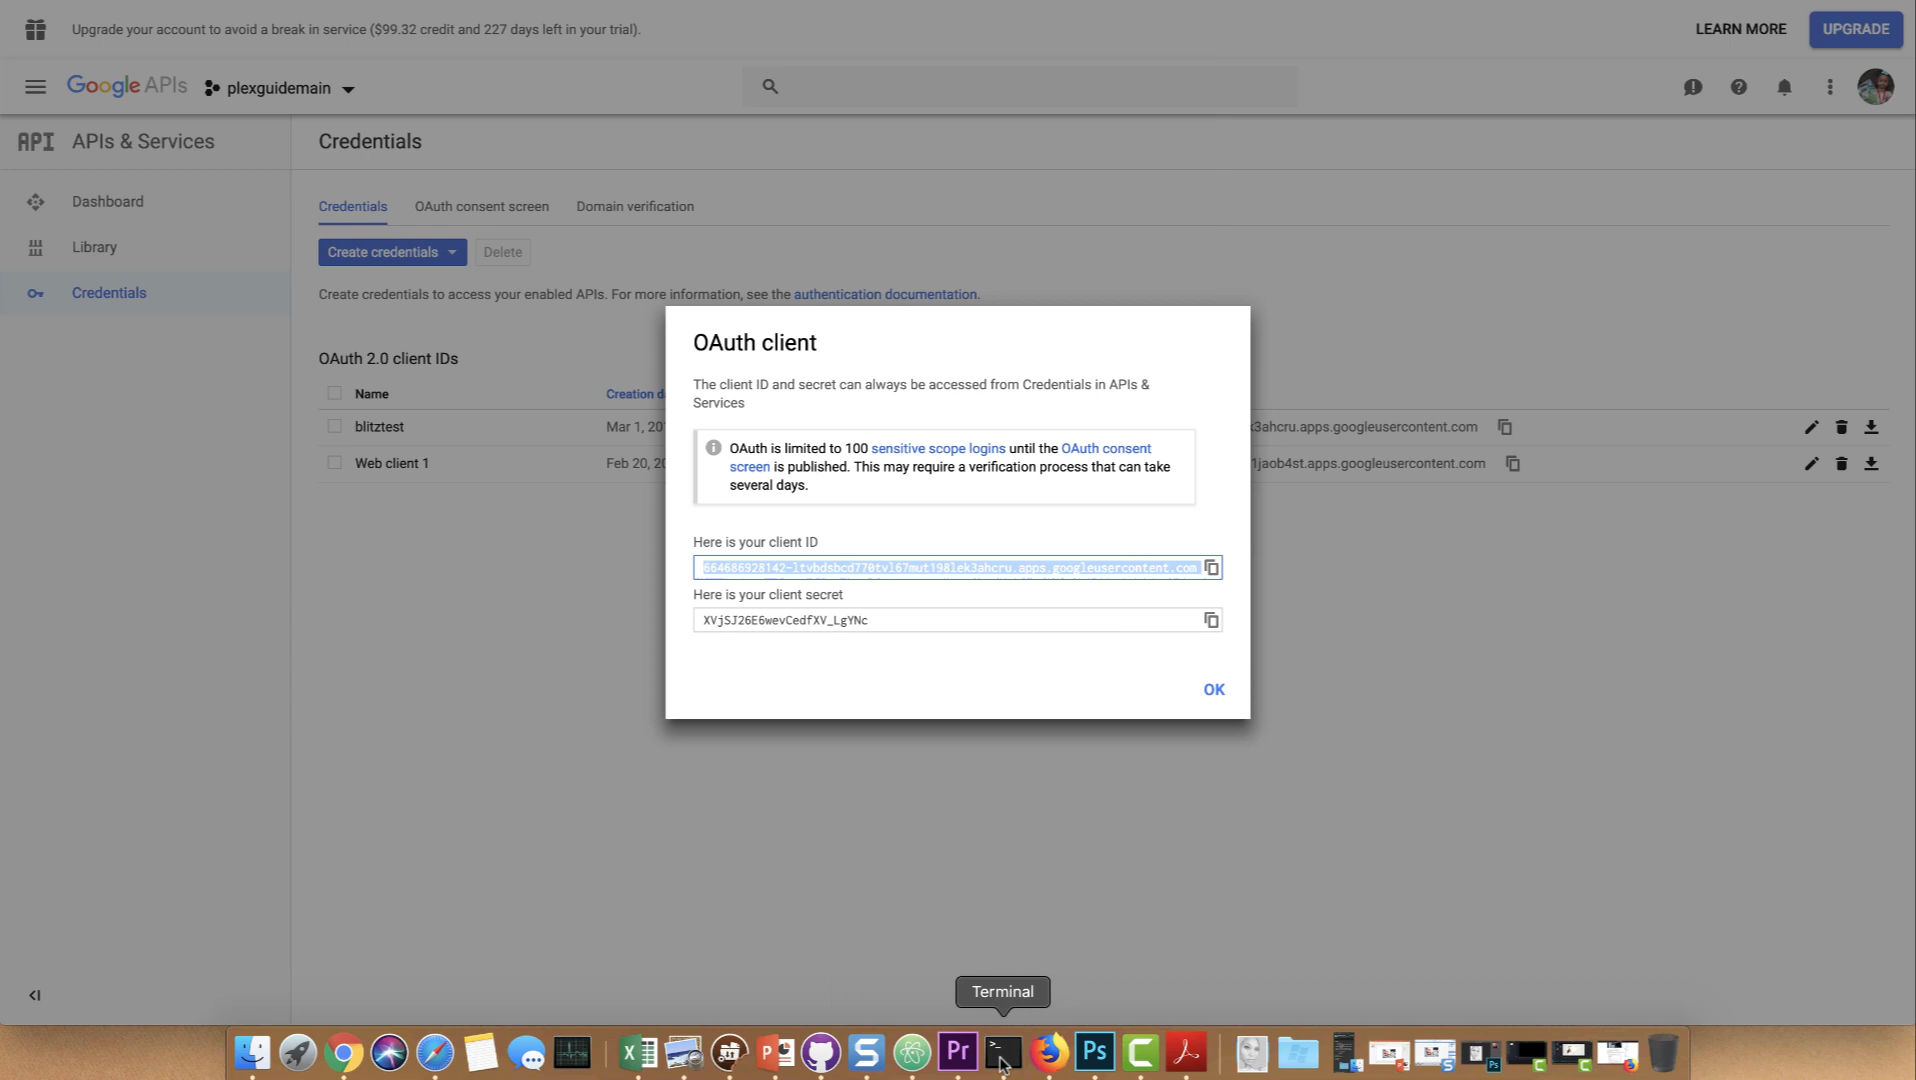 Upgrade your account to avoid a break in service ($99.32 credit and 227 days left in your trial).
LEARN MORE
UPGRADE
Google APIs
plexguidemain
API APIs & Services
Credentials
Dashboard
Library
Credentials
Credentials
OAuth consent screen
Domain verification
Create credentials
Delete
Create credentials to access your enabled APIs. For more information, see the authentication documentation.
OAuth 2.0 client IDs
Name
Creation d
blitztest
Mar 1, 20
3ahcru.apps.googleusercontent.com
Web client 1
Feb 20, 20
1jaob4st.apps.googleusercontent.com
OAuth client
The client ID and secret can always be accessed from Credentials in APIs &
Services
OAuth is limited to 100 sensitive scope logins until the OAuth consent
screen is published. This may require a verification process that can take
several days.
Here is your client ID
664686928142-ltvbdsbcd770tvl67mut198lek3ahcru.apps.googleusercontent.com
Here is your client secret
XVjSJ26E6wevCedfXV_LgYNc
OK
Terminal
Pr
Ps